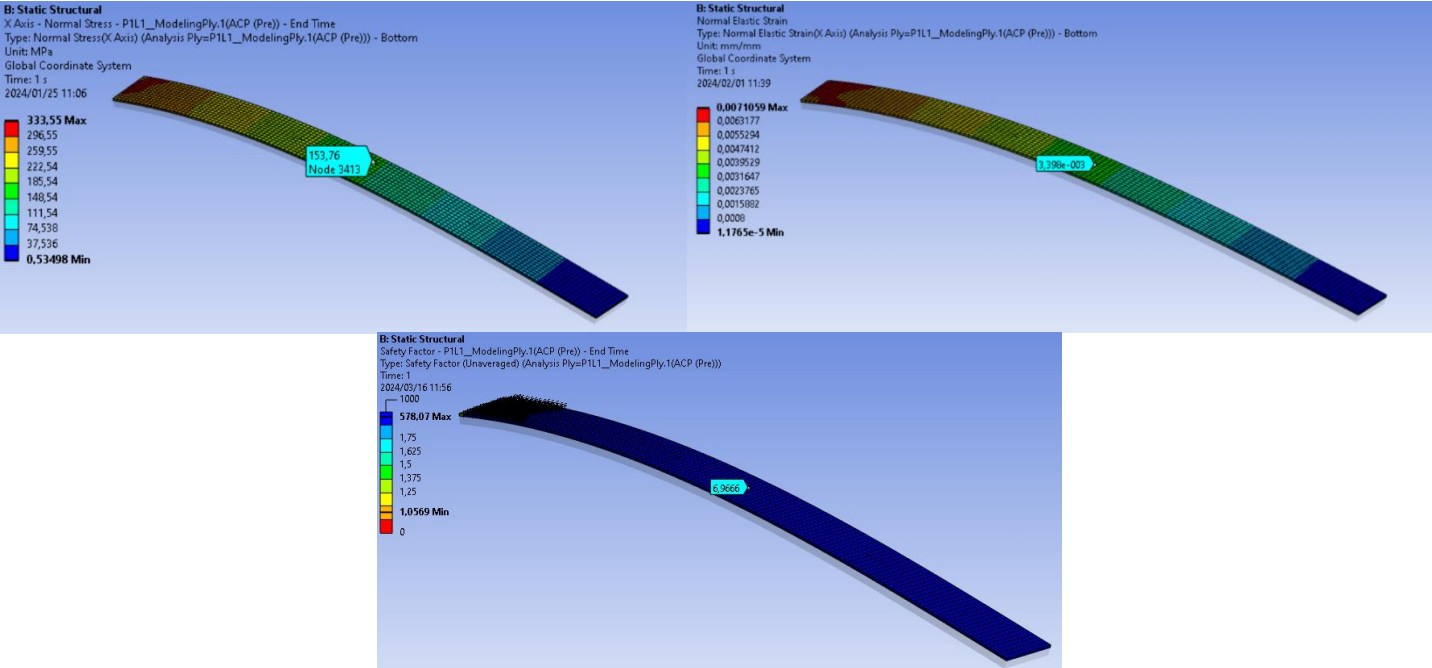 B: Static Structural
X Axis - Normal Stress - P1L1__ModelingPly.1(ACP (Pre)) - End Time
Type: Normal Stress(X Axis) (Analysis Ply=P1L1__ModelingPly.1(ACP (Pre))) - Bottom
Unit: MPa
Global Coordinate System
Time: 1 s
2024/01/25 11:06
333,55 Max
296,55
259,55
222,54
185,54
148,54
111,54
74,538
37,536
0,53498 Min
153,76
Node 3413
B: Static Structural
Normal Elastic Strain
Type: Normal Elastic Strain(X Axis) (Analysis Ply=P1L1__ModelingPly.1(ACP (Pre))) - Bottom
Unit: mm/mm
Global Coordinate System
Time: 1 s
2024/02/01 11:39
0,0071059 Max
0,0063177
0,0055294
0,0047412
0,0039529
0,0031647
0,0023765
0,0015882
0,0008
1,1765e-5 Min
3,398e-003
B: Static Structural
Safety Factor - P1L1__ModelingPly.1(ACP (Pre)) - End Time
Type: Safety Factor (Unaveraged) (Analysis Ply=P1L1__ModelingPly.1(ACP (Pre)))
Time: 1
2024/03/16 11:56
1000
578,07 Max
1,75
1,625
1,5
1,375
1,25
1,0569 Min
0
6,9666